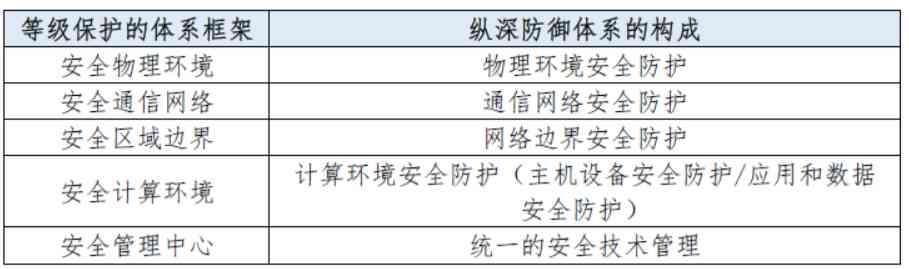 等级保护的体系框架 纵深防御体系的构成
安全物理环境 物理环境安全防护
安全通信网络 通信网络安全防护
安全区域边界 网络边界安全防护
安全计算环境 计算环境安全防护（主机设备安全防护/应用和数据
安全防护）
安全管理中心 统一的安全技术管理